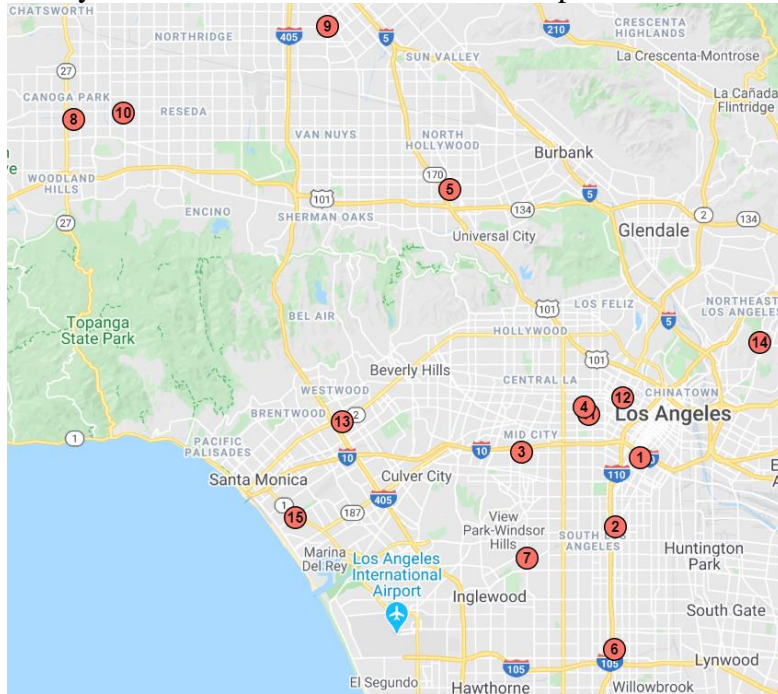 CHATSWORTH
9
CRESCENTA
HIGHLANDS
NORTHRIDGE
405
5
210
SUN VALLEY
La Crescenta-Montrose
27
La Cañada
Flintridge
CANOGA PARK
8
10
RESEDA
VAN NUYS
NORTH
HOLLYWOOD
Burbank
170
5
WOODLAND
HILLS
101
5
27
ENCINO
SHERMAN OAKS
134
2
134
Universal City
Glendale
Topanga
State Park
BEL AIR
101
LOS FELIZ
5
NORTHEAST
LOS ANGELES
HOLLYWOOD
14
101
Beverly Hills
CENTRAL LA
WESTWOOD
CHINATOWN
BRENTWOOD
2
13
4
12
Los Angeles
1
PACIFIC
PALISADES
MID CITY
10
10
3
1
110
Santa Monica
Culver City
405
1
15
187
View
Park-Windsor
Hills
SOUTH LOS
ANGELES
2
Marina
Del Rey
7
Huntington
Park
Los Angeles
International
Airport
Inglewood
South Gate
6
105
105
Lynwood
El Segundo
Hawthorne
Willowbrook